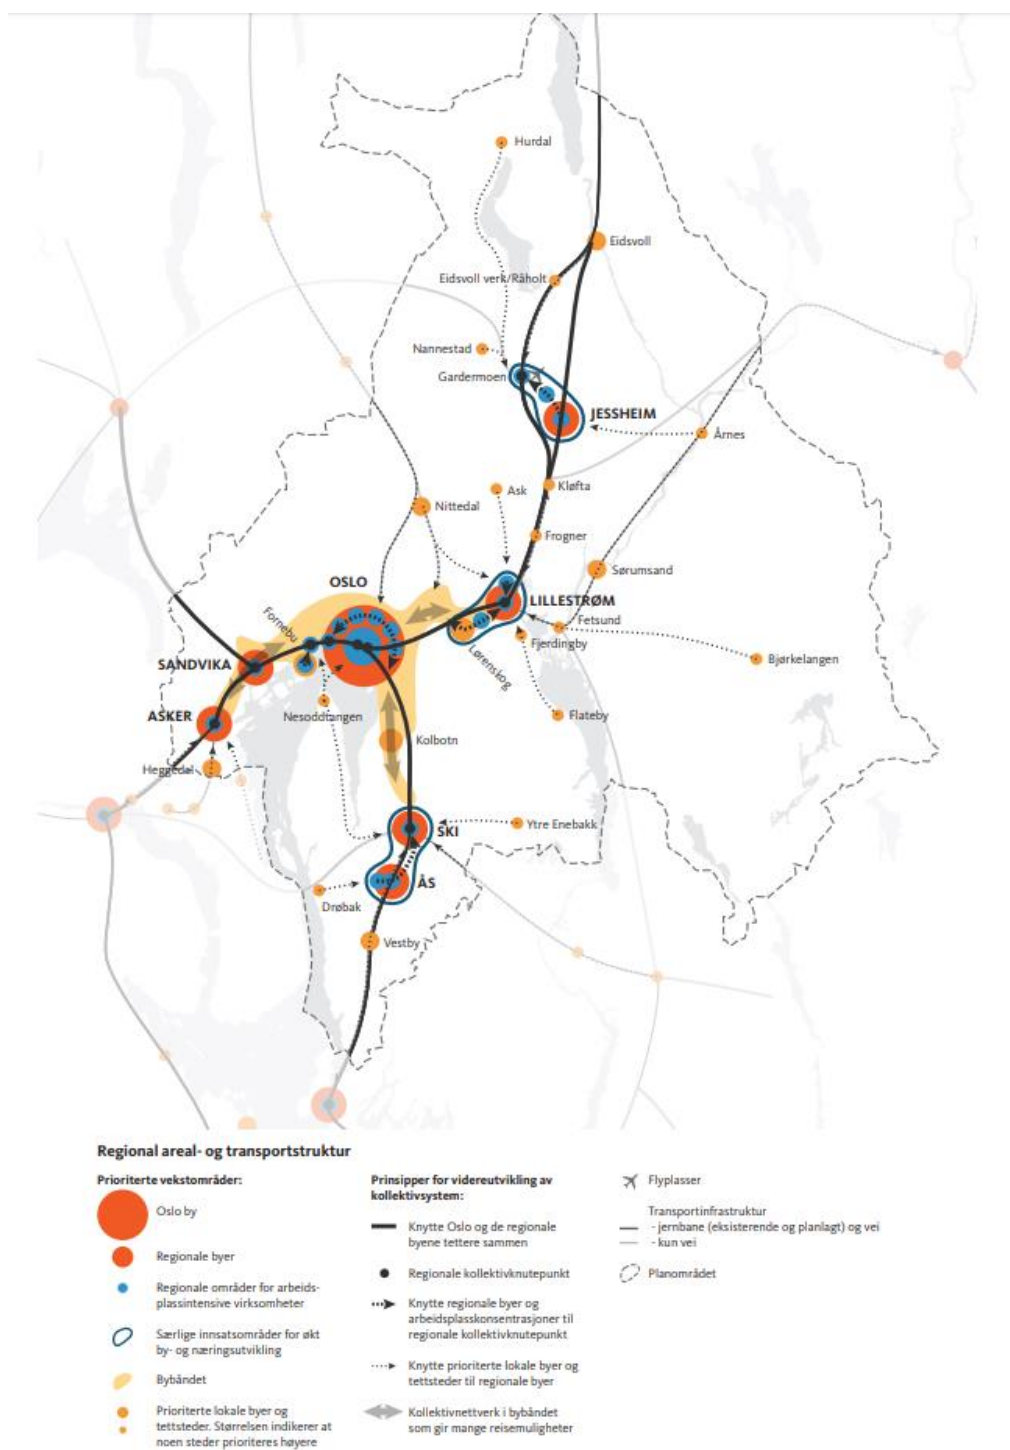 Hurdal
Eidsvoll
Eidsvoll verk/Råholt
Nannestad
Gardermoen
JESSHEIM
Årnes
Ask
Kløfta
Nittedal
Frogner
Sørumsand
OSLO
LILLESTRØM
Fornebu
Fetsund
Fjerdingby
Lørenskog
SANDVIKA
Bjørkelangen
ASKER
Nesoddtangen
Flateby
Kolbotn
Heggedal
Ytre Enebakk
SKI
ÅS
Drøbak
Vestby
Regional areal- og transportstruktur
Prioriterte vekstområder:
Oslo by
Regionale byer
Regionale områder for arbeids-
plassintensive virksomheter
Særlige innsatsområder for økt
by- og næringsutvikling
Bybåndet
Prioriterte lokale byer og
tettsteder. Størrelsen indikerer at
noen steder prioriteres høyere
Prinsipper for videreutvikling av
kollektivsystem:
Knytte Oslo og de regionale
byene tettere sammen
Regionale kollektivknutepunkt
Knytte regionale byer og
arbeidsplasskonsentrasjoner til
regionale kollektivknutepunkt
Knytte prioriterte lokale byer og
tettsteder til regionale byer
Kollektivnettverk i bybåndet
som gir mange reisemuligheter
Flyplasser
Transportinfrastruktur
- jernbane (eksisterende og planlagt) og vei
- kun vei
Planområdet